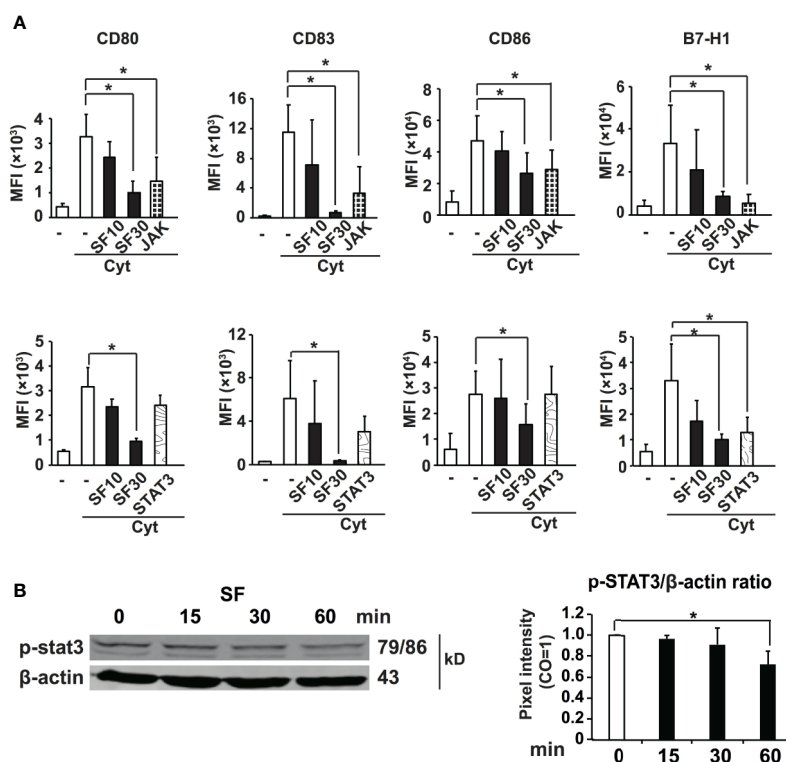 A
CD80 CD83 CD86 B7-H1
* * * *
* * * *
MFI (×10³) MFI (×10³) MFI (×10⁴) MFI (×10⁴)
4 3 2 1 0
16 12 8 4 0
8 6 4 2 0
6 4 2 0
- - SF10 SF30 JAK
- - SF10 SF30 JAK
- - SF10 SF30 JAK
- - SF10 SF30 JAK
Cyt Cyt Cyt Cyt
* * * *
*
MFI (×10³) MFI (×10³) MFI (×10⁴) MFI (×10⁴)
5 4 3 2 1 0
12 9 6 3 0
5 4 3 2 1 0
5 4 3 2 1 0
- - SF10 SF30 STAT3
- - SF10 SF30 STAT3
- - SF10 SF30 STAT3
- - SF10 SF30 STAT3
Cyt Cyt Cyt Cyt
B
SF
0 15 30 60 min
p-stat3 79/86
β-actin 43
kD
p-STAT3/β-actin ratio
*
Pixel intensity
(CO=1)
1.2
1.0
0.8
0.6
0.4
0.2
0
min 0 15 30 60